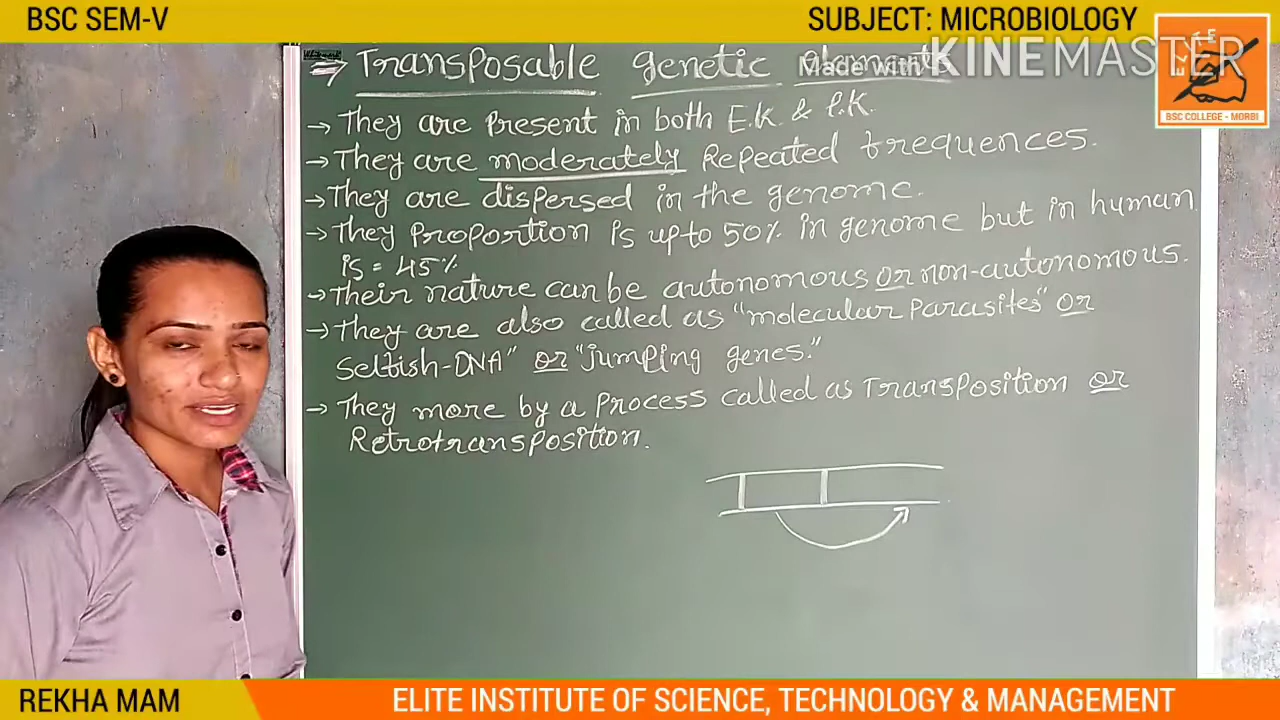 BSC SEM-V
SUBJECT: MICROBIOLOGY
Made with KINEMASTER
ELITE
BSC COLLEGE - MORBI
→ Transposable genetic elements
→ They are Present in both E.K. & P.K.
→ They are moderately Repeated frequences.
→ They are dispersed in the genome.
→ They Proportion is upto 50% in genome but in human
is = 45%
→ Their nature can be autonomous or non-autonomous.
→ They are also called as "molecular Parasites" or
Selfish-DNA" or "jumping genes."
→ They more by a Process called as Transposition or
Retrotransposition.
REKHA MAM
ELITE INSTITUTE OF SCIENCE, TECHNOLOGY & MANAGEMENT